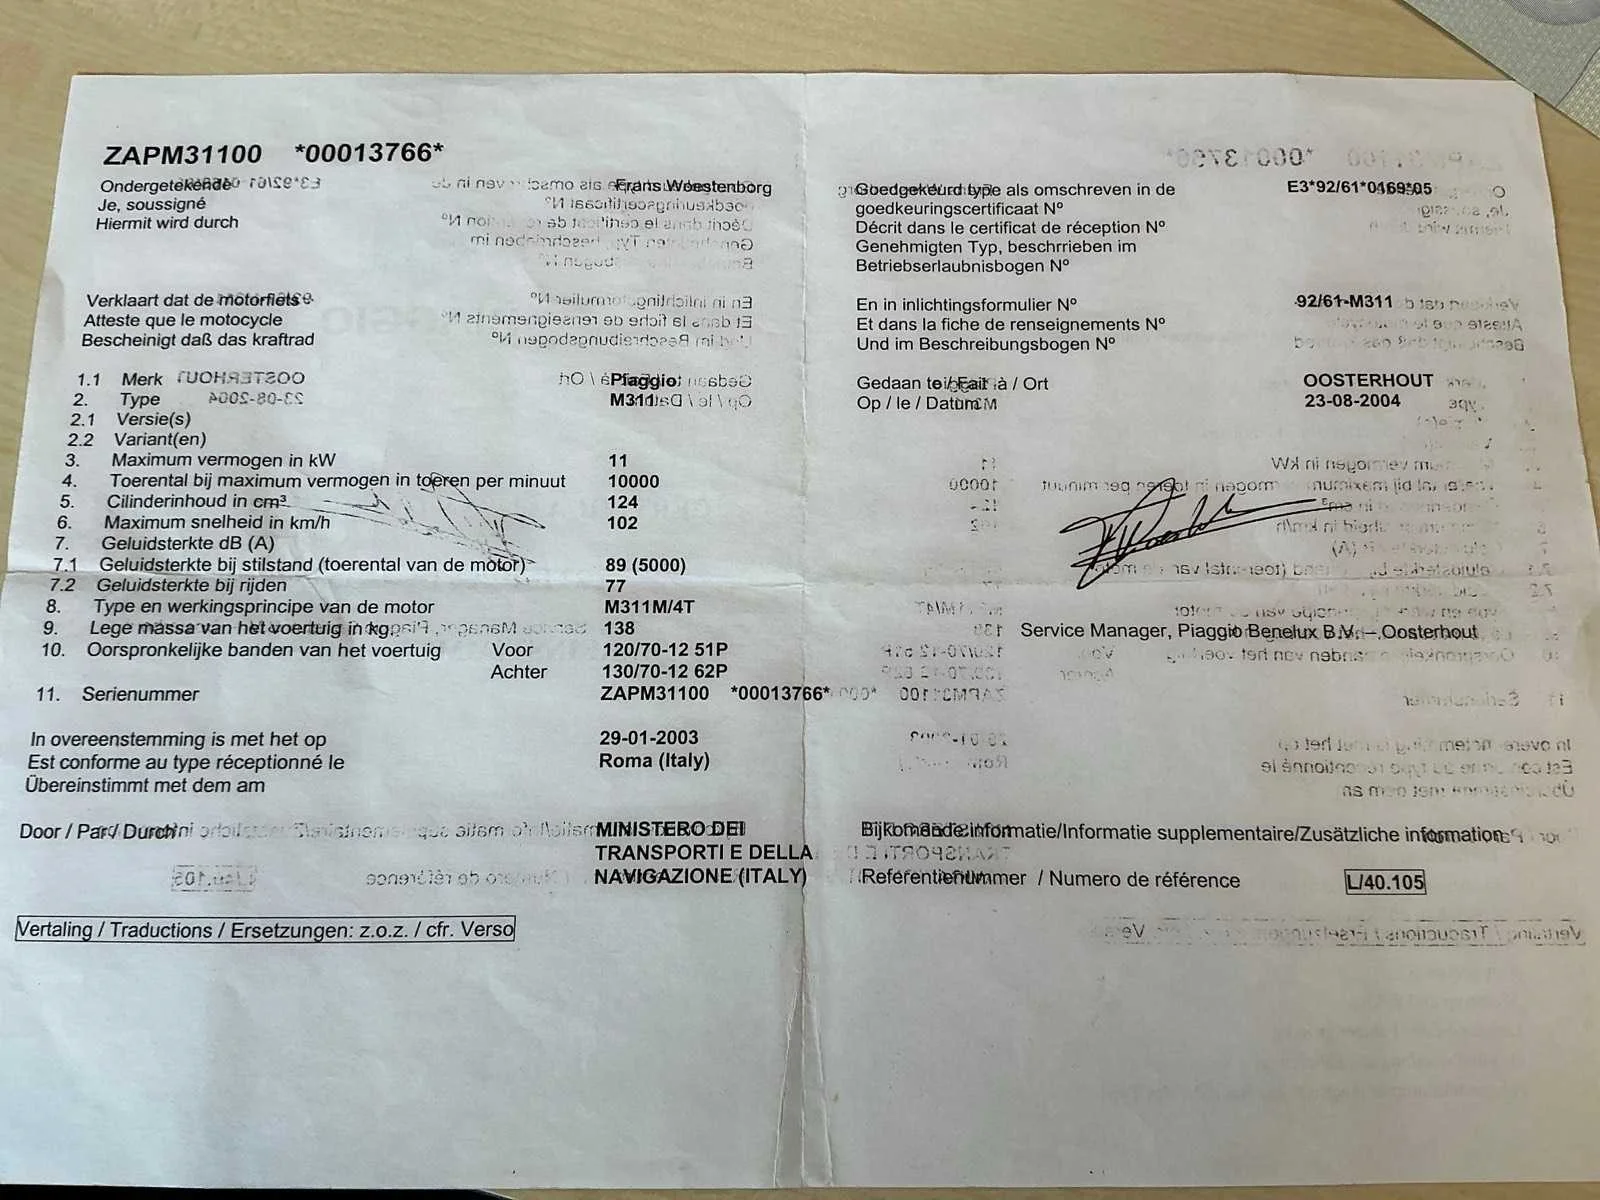 ZAPM31100 *00013766*
Ondergetekende Frans Woestenborg
Je, soussigné
Hiermit wird durch
Verklaart dat de motorfiets
Atteste que le motocycle
Bescheinigt daß das kraftrad
1.1 Merk Piaggio
2. Type M311
2.1 Versie(s)
2.2 Variant(en)
3. Maximum vermogen in kW 11
4. Toerental bij maximum vermogen in toeren per minuut 10000
5. Cilinderinhoud in cm³ 124
6. Maximum snelheid in km/h 102
7. Geluidsterkte dB (A)
7.1 Geluidsterkte bij stilstand (toerental van de motor) 89 (5000)
7.2 Geluidsterkte bij rijden 77
8. Type en werkingsprincipe van de motor M311M/4T
9. Lege massa van het voertuig in kg. 138
10. Oorspronkelijke banden van het voertuig Voor 120/70-12 51P
Achter 130/70-12 62P
11. Serienummer ZAPM31100 *00013766*
In overeenstemming is met het op 29-01-2003
Est conforme au type réceptionné le Roma (Italy)
Übereinstimmt met dem am
Door / Par / Durch MINISTERO DEI
TRANSPORTI E DELLA
NAVIGAZIONE (ITALY)
Vertaling / Traductions / Ersetzungen: z.o.z. / cfr. Verso
Goedgekeurd type als omschreven in de E3*92/61*0169*05
goedkeuringscertificaat Nº
Décrit dans le certificat de réception Nº
Genehmigten Typ, beschrrieben im
Betriebserlaubnisbogen Nº
En in inlichtingsformulier Nº 92/61-M311
Et dans la fiche de renseignements Nº
Und im Beschreibungsbogen Nº
Gedaan te / Fait à / Ort OOSTERHOUT
Op / le / Datum 23-08-2004
Service Manager, Piaggio Benelux B.V. – Oosterhout
Bijkomende informatie/Informatie supplementaire/Zusätzliche information
Referentienummer / Numero de référence L/40.105